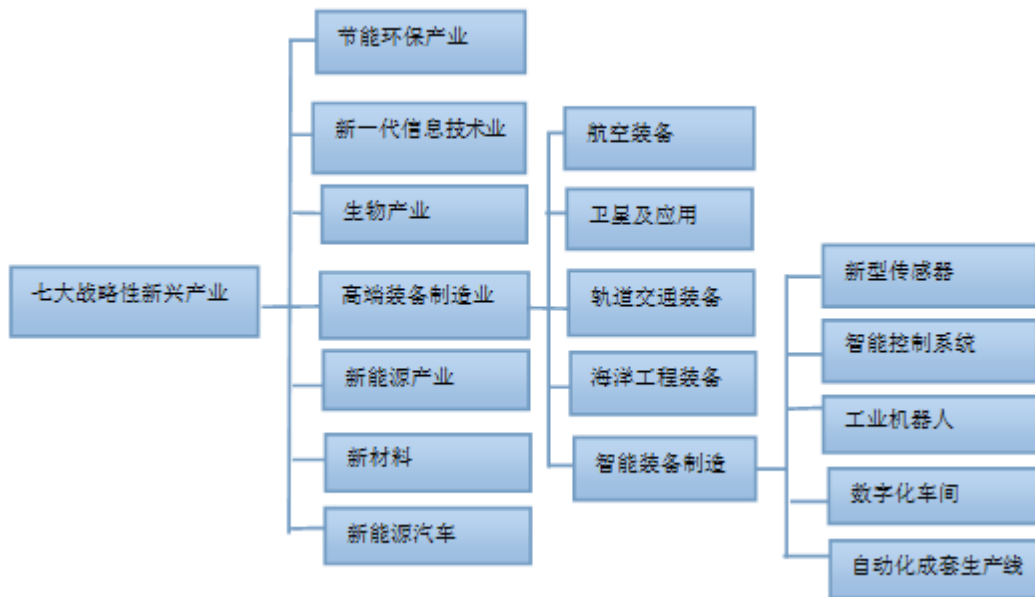 七大战略性新兴产业
节能环保产业
新一代信息技术业
生物产业
高端装备制造业
新能源产业
新材料
新能源汽车
航空装备
卫星及应用
轨道交通装备
海洋工程装备
智能装备制造
新型传感器
智能控制系统
工业机器人
数字化车间
自动化成套生产线